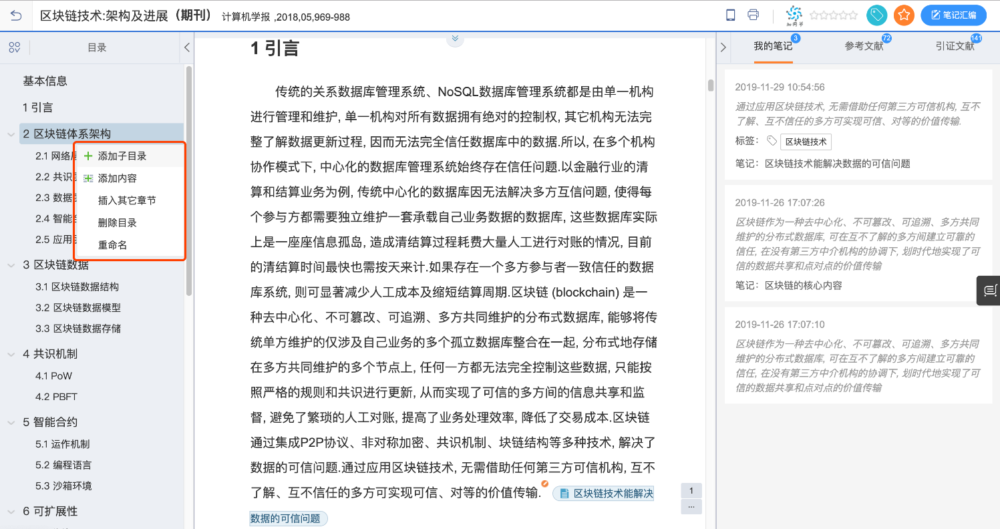 区块链技术:架构及进展（期刊） 计算机学报 ,2018,05,969-988
笔记汇编
目录
基本信息
1 引言
2 区块链体系架构
2.1 网络
2.2 共识
2.3 数据
2.4 智能
2.5 应用
添加子目录
添加内容
插入其它章节
删除目录
重命名
3 区块链数据
3.1 区块链数据结构
3.2 区块链数据模型
3.3 区块链数据存储
4 共识机制
4.1 PoW
4.2 PBFT
5 智能合约
5.1 运作机制
5.2 编程语言
5.3 沙箱环境
6 可扩展性
1 引言
传统的关系数据库管理系统、NoSQL数据库管理系统都是由单一机构
进行管理和维护, 单一机构对所有数据拥有绝对的控制权, 其它机构无法完
整了解数据更新过程, 因而无法完全信任数据库中的数据.所以, 在多个机构
协作模式下, 中心化的数据库管理系统始终存在信任问题.以金融行业的清
算和结算业务为例, 传统中心化的数据库因无法解决多方互信问题, 使得每
个参与方都需要独立维护一套承载自己业务数据的数据库, 这些数据库实际
上是一座座信息孤岛, 造成清结算过程耗费大量人工进行对账的情况, 目前
的清结算时间最快也需按天来计.如果存在一个多方参与者一致信任的数据
库系统, 则可显著减少人工成本及缩短结算周期.区块链 (blockchain) 是一
种去中心化、不可篡改、可追溯、多方共同维护的分布式数据库, 能够将传
统单方维护的仅涉及自己业务的多个孤立数据库整合在一起, 分布式地存储
在多方共同维护的多个节点上, 任何一方都无法完全控制这些数据, 只能按
照严格的规则和共识进行更新, 从而实现了可信的多方间的信息共享和监
督, 避免了繁琐的人工对账, 提高了业务处理效率, 降低了交易成本.区块链
通过集成P2P协议、非对称加密、共识机制、块链结构等多种技术, 解决了
数据的可信问题.通过应用区块链技术, 无需借助任何第三方可信机构, 互不
了解、互不信任的多方可实现可信、对等的价值传输. 区块链技术能解决
数据的可信问题
1
...
我的笔记 3 参考文献 72 引证文献 141
2019-11-29 10:54:56
通过应用区块链技术, 无需借助任何第三方可信机构, 互不
了解、互不信任的多方可实现可信、对等的价值传输.
标签: 区块链技术
笔记: 区块链技术能解决数据的可信问题
2019-11-26 17:07:26
区块链作为一种去中心化、不可篡改、可追溯、多方共同
维护的分布式数据库, 可在互不了解的多方间建立可靠的
信任, 在没有第三方中介机构的协调下, 划时代地实现了可
信的数据共享和点对点的价值传输
笔记: 区块链的核心内容
2019-11-26 17:07:10
区块链作为一种去中心化、不可篡改、可追溯、多方共同
维护的分布式数据库, 可在互不了解的多方间建立可靠的
信任, 在没有第三方中介机构的协调下, 划时代地实现了可
信的数据共享和点对点的价值传输